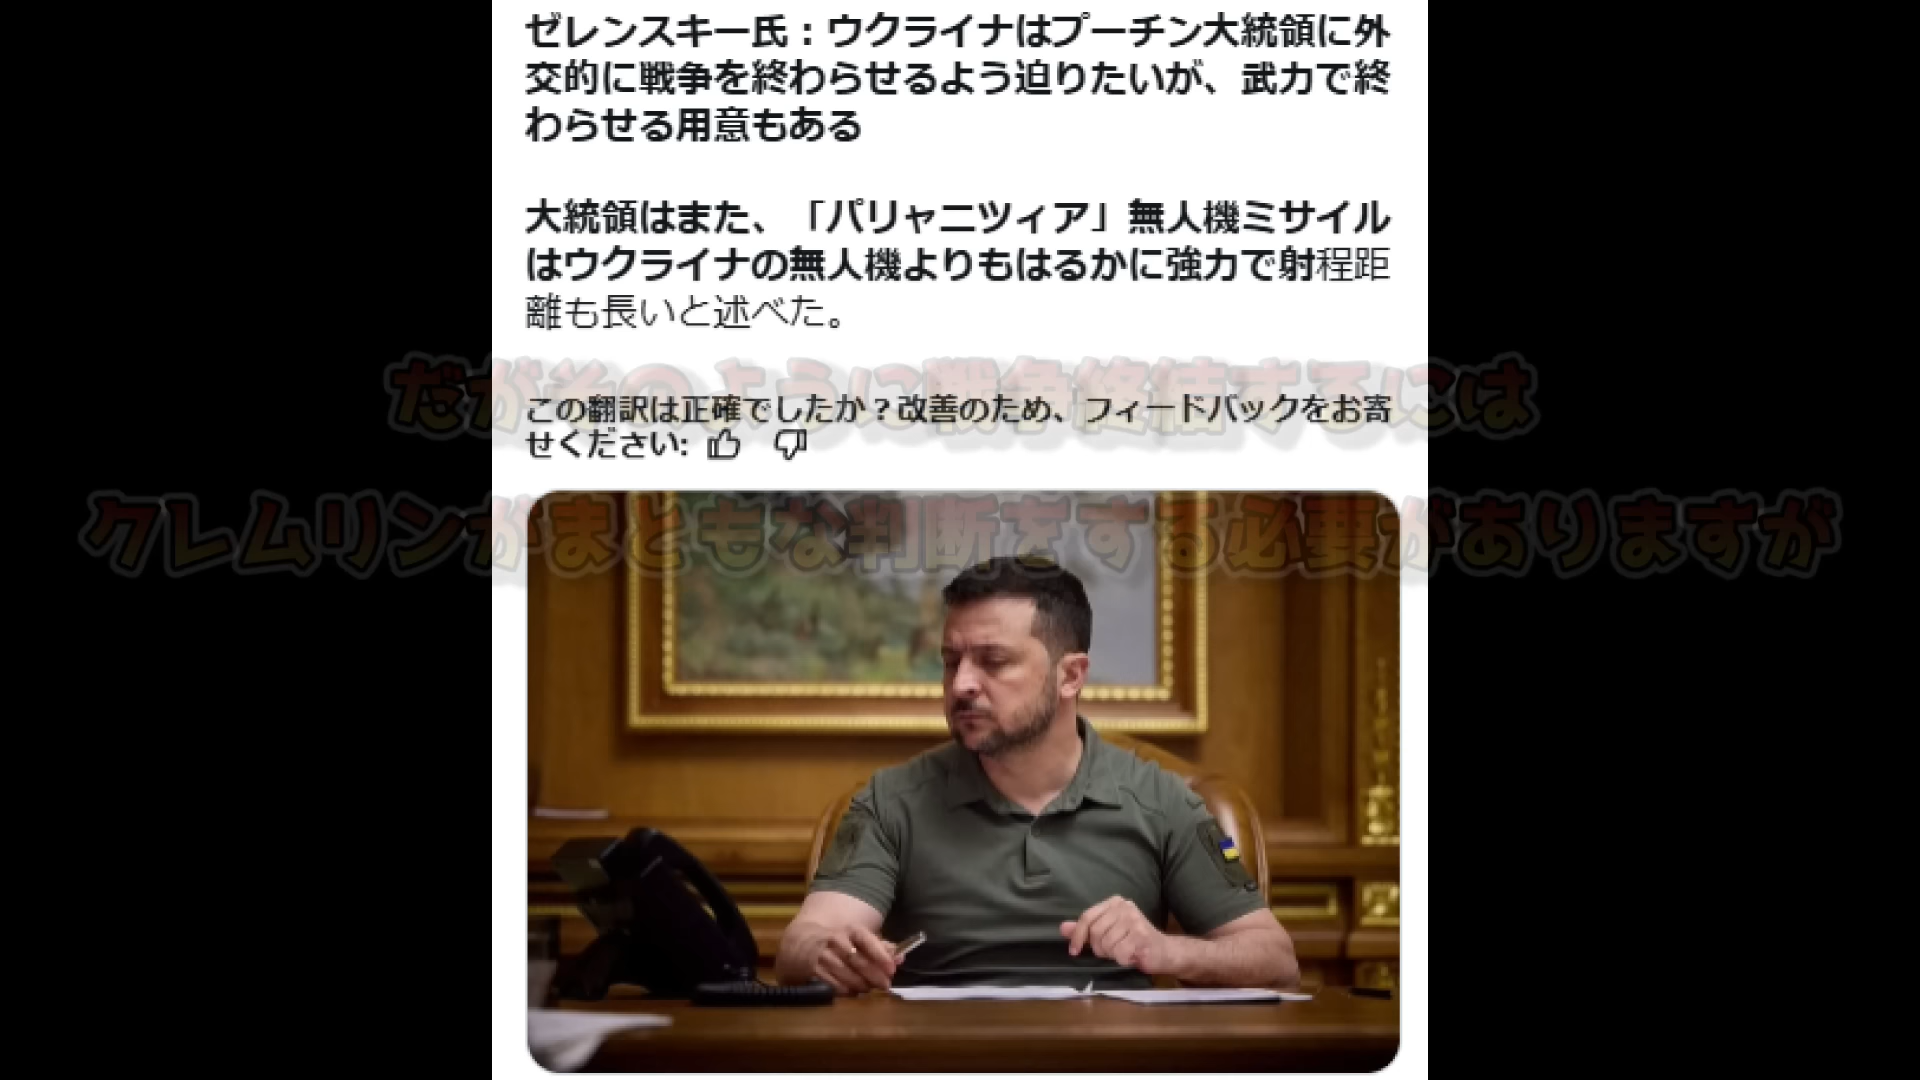 ゼレンスキー氏：ウクライナはプーチン大統領に外
交的に戦争を終わらせるよう迫りたいが、武力で終
わらせる用意もある
大統領はまた、「パリャニツィア」無人機ミサイル
はウクライナの無人機よりもはるかに強力で射程距
離も長いと述べた。
だがそのように戦争終結するには
この翻訳は正確でしたか？改善のため、フィードバックをお寄
せください:
クレムリンがまともな判断をする必要がありますが